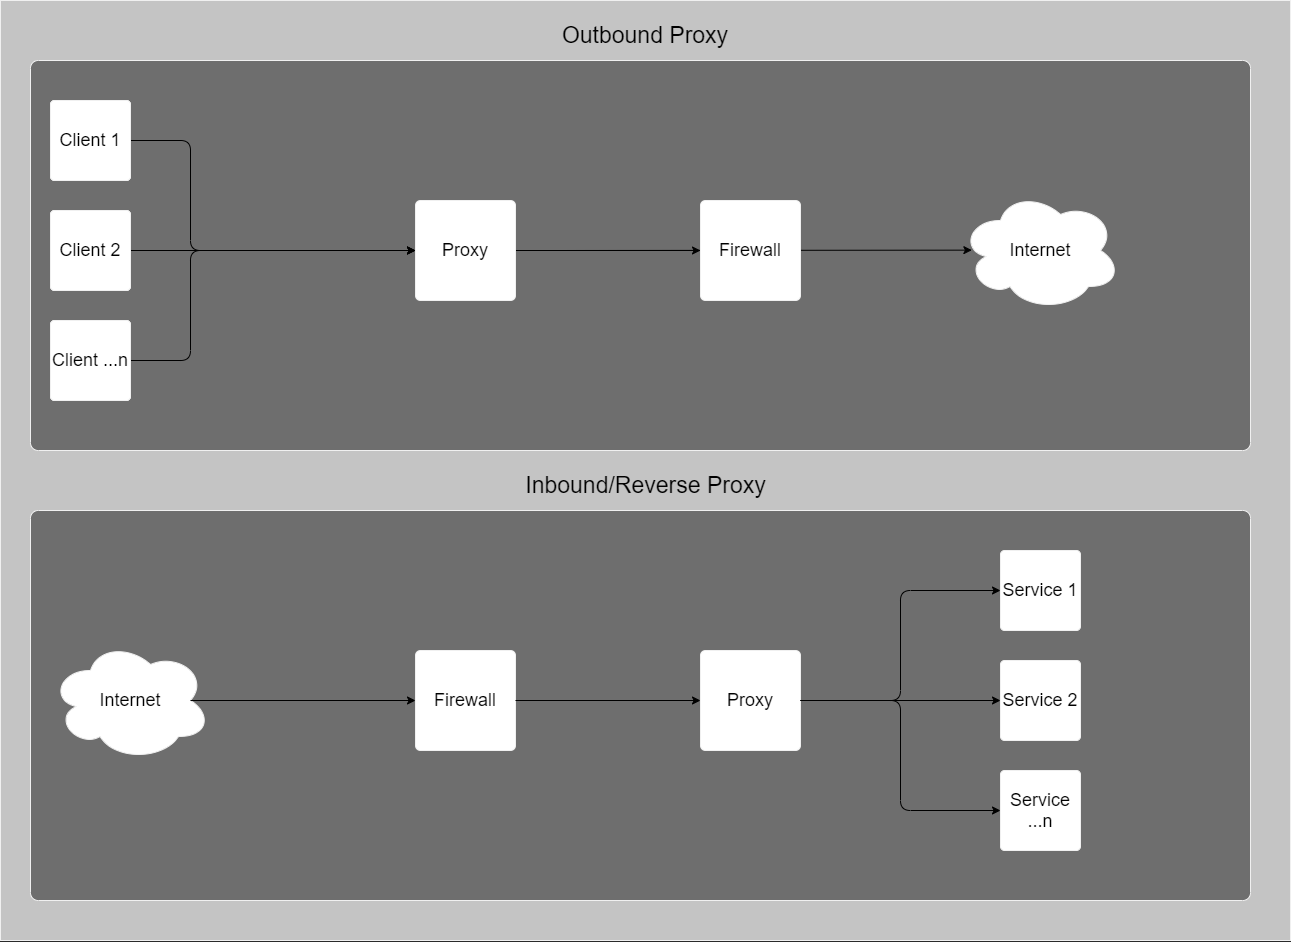 Outbound Proxy
Client 1
Client 2
Client ...n
Proxy
Firewall
Internet
Inbound/Reverse Proxy
Internet
Firewall
Proxy
Service 1
Service 2
Service
...n